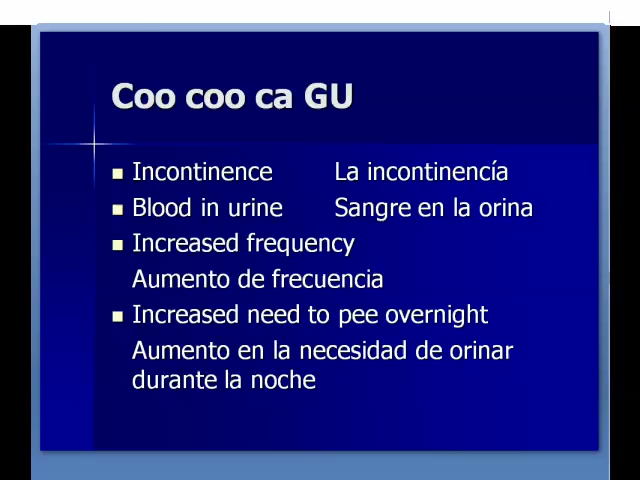 Coo coo ca GU
Incontinence La incontinencía
Blood in urine Sangre en la orina
Increased frequency
Aumento de frecuencia
Increased need to pee overnight
Aumento en la necesidad de orinar
durante la noche